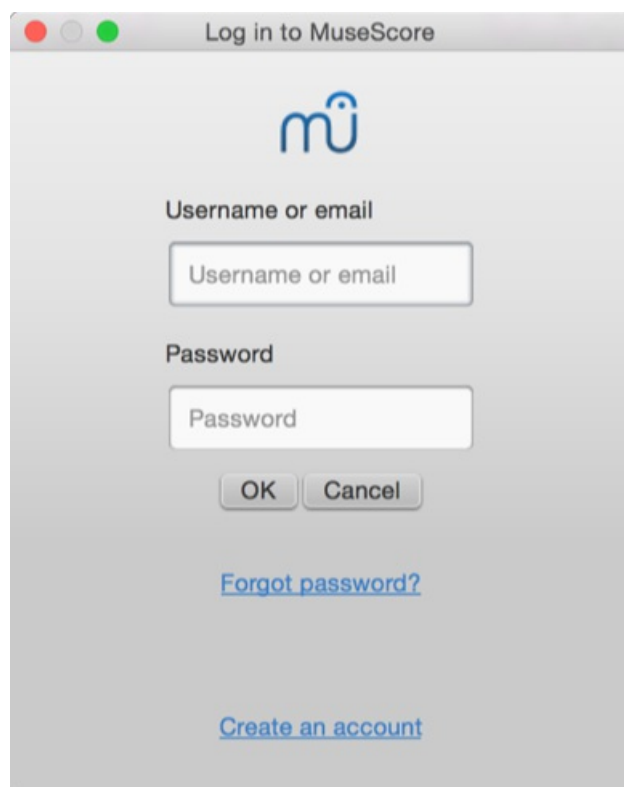 Log in to MuseScore
mu
Username or email
Username or email
Password
Password
OK Cancel
Forgot password?
Create an account